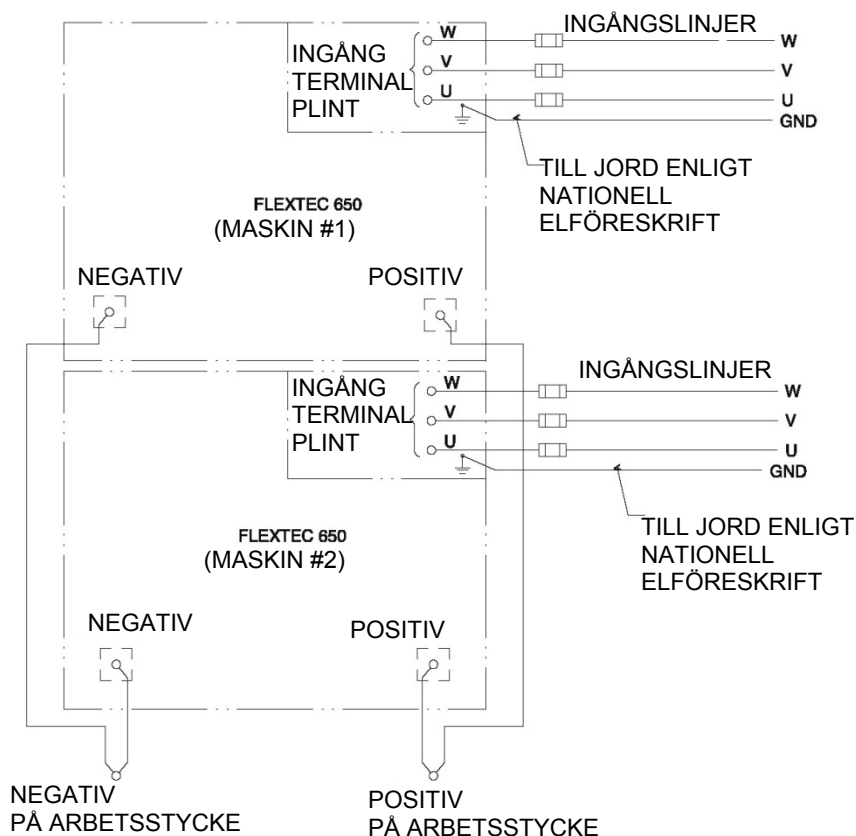 INGÅNGSLINJER
W
W
INGÅNG
TERMINAL
PLINT
V
V
U
U
GND
TILL JORD ENLIGT
NATIONELL
ELFÖRESKRIFT
FLEXTEC 650
(MASKIN #1)
NEGATIV
POSITIV
INGÅNGSLINJER
W
W
INGÅNG
TERMINAL
PLINT
V
V
U
U
GND
TILL JORD ENLIGT
NATIONELL
ELFÖRESKRIFT
FLEXTEC 650
(MASKIN #2)
NEGATIV
POSITIV
NEGATIV
PÅ ARBETSSTYCKE
POSITIV
PÅ ARBETSSTYCKE